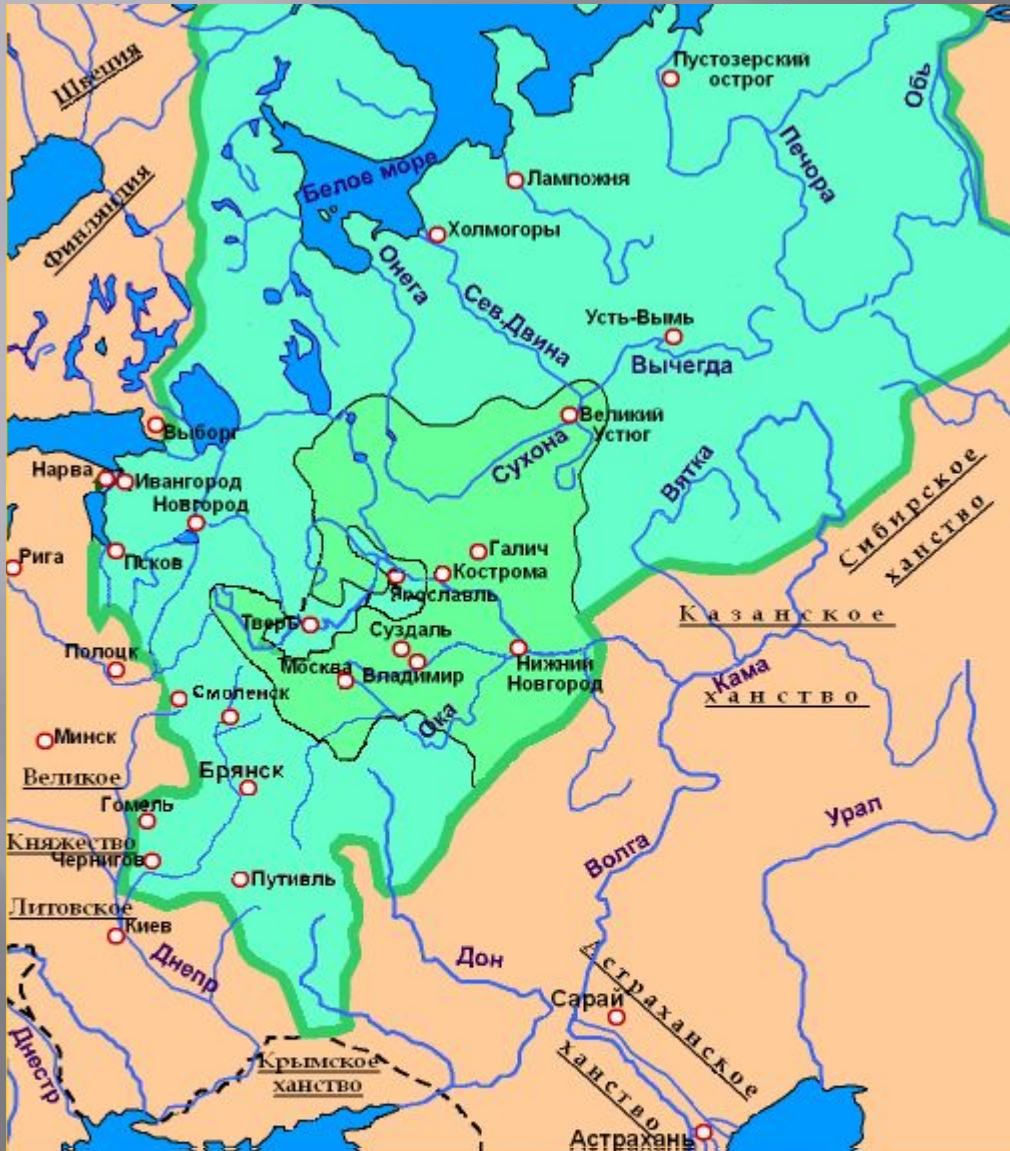 Швеция
Пустозерский
острог
Обь
Печора
Белое море
Лампожня
Финляндия
Холмогоры
Онега
Сев.Двина
Усть-Вымь
Вычегда
Великий
Устюг
Выборг
Сухона
Вятка
Нарва
Ивангород
Новгород
Сибирское
ханство
Псков
Рига
Галич
Кострома
Ярославль
Казанское
ханство
Тверь
Суздаль
Полоцк
Москва
Владимир
Нижний
Новгород
Кама
Смоленск
Ока
Минск
Великое
Княжество
Литовское
Брянск
Гомель
Урал
Волга
Чернигов
Путивль
Киев
Днепр
Дон
Астраханское
ханство
Сарай
Днестр
Крымское
ханство
Астрахань